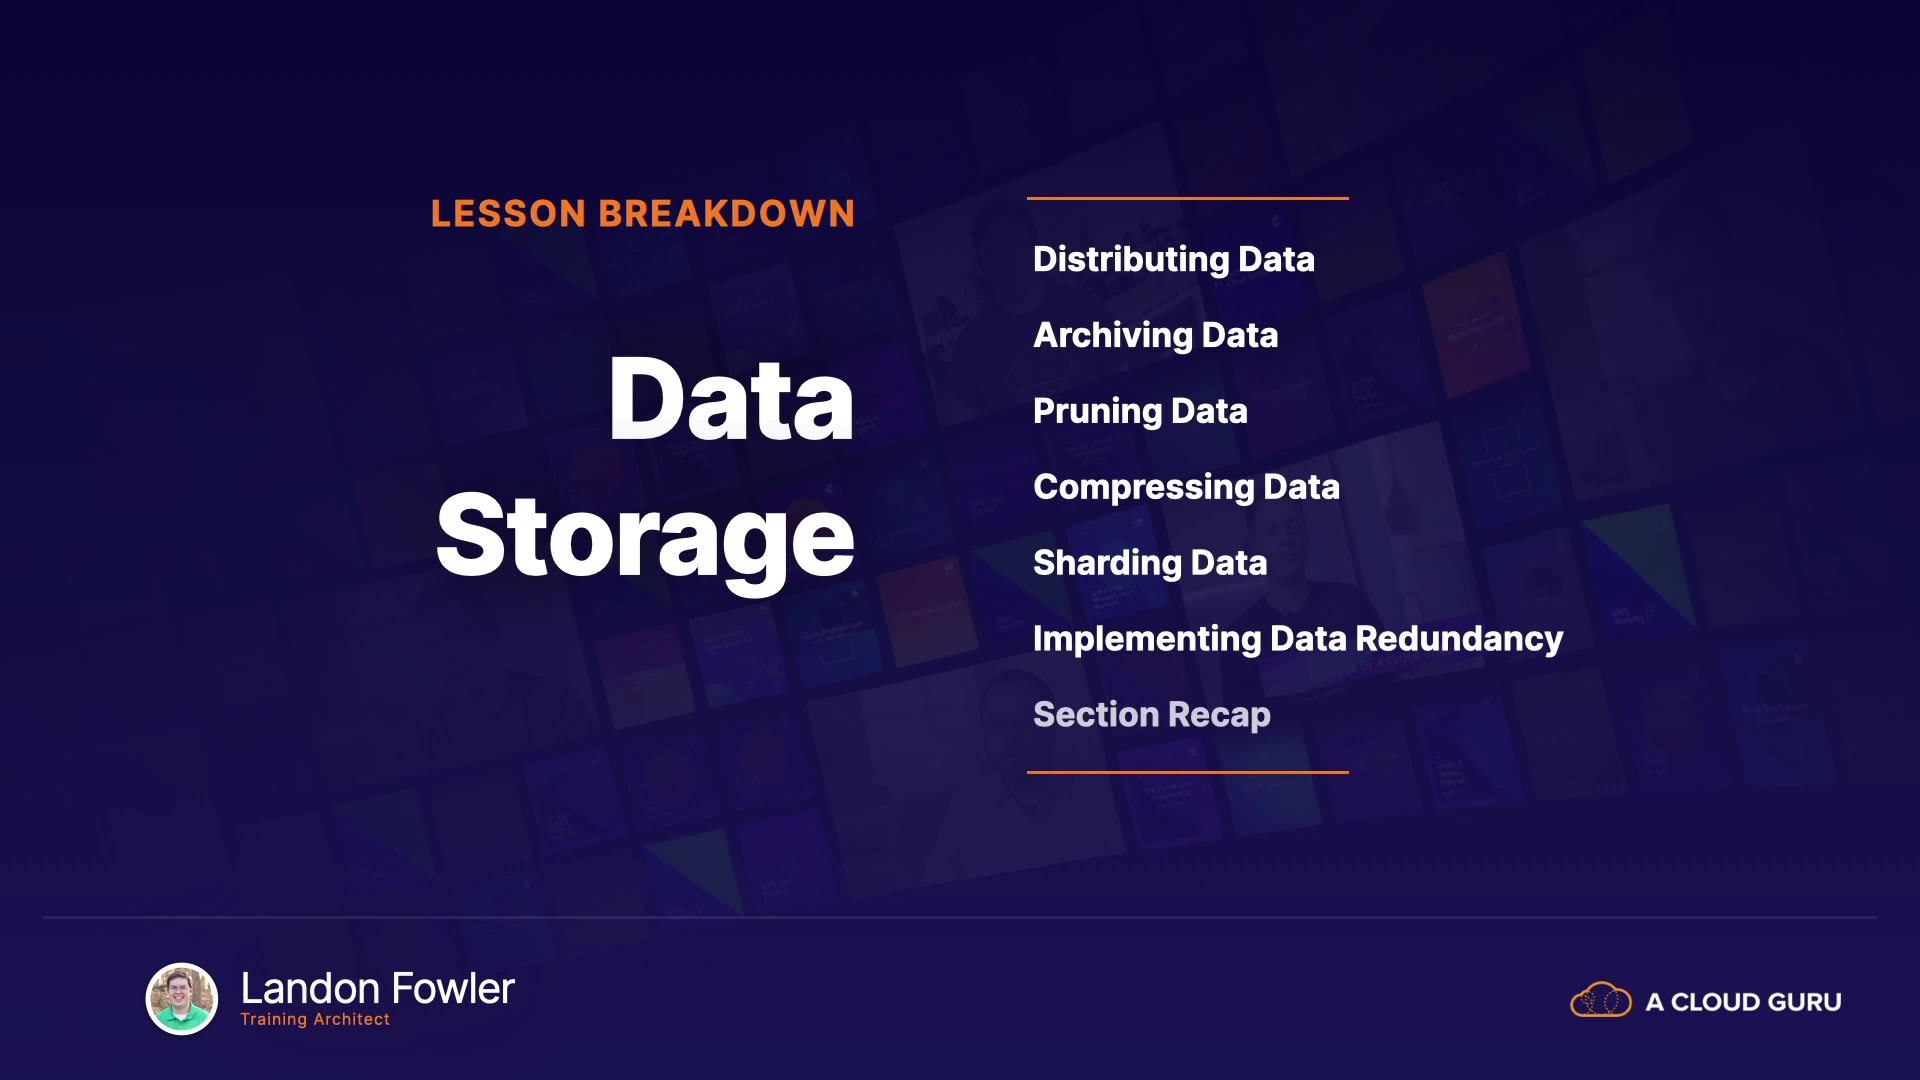 LESSON BREAKDOWN
Data
Storage
Distributing Data
Archiving Data
Pruning Data
Compressing Data
Sharding Data
Implementing Data Redundancy
Section Recap
Landon Fowler
Training Architect
A CLOUD GURU